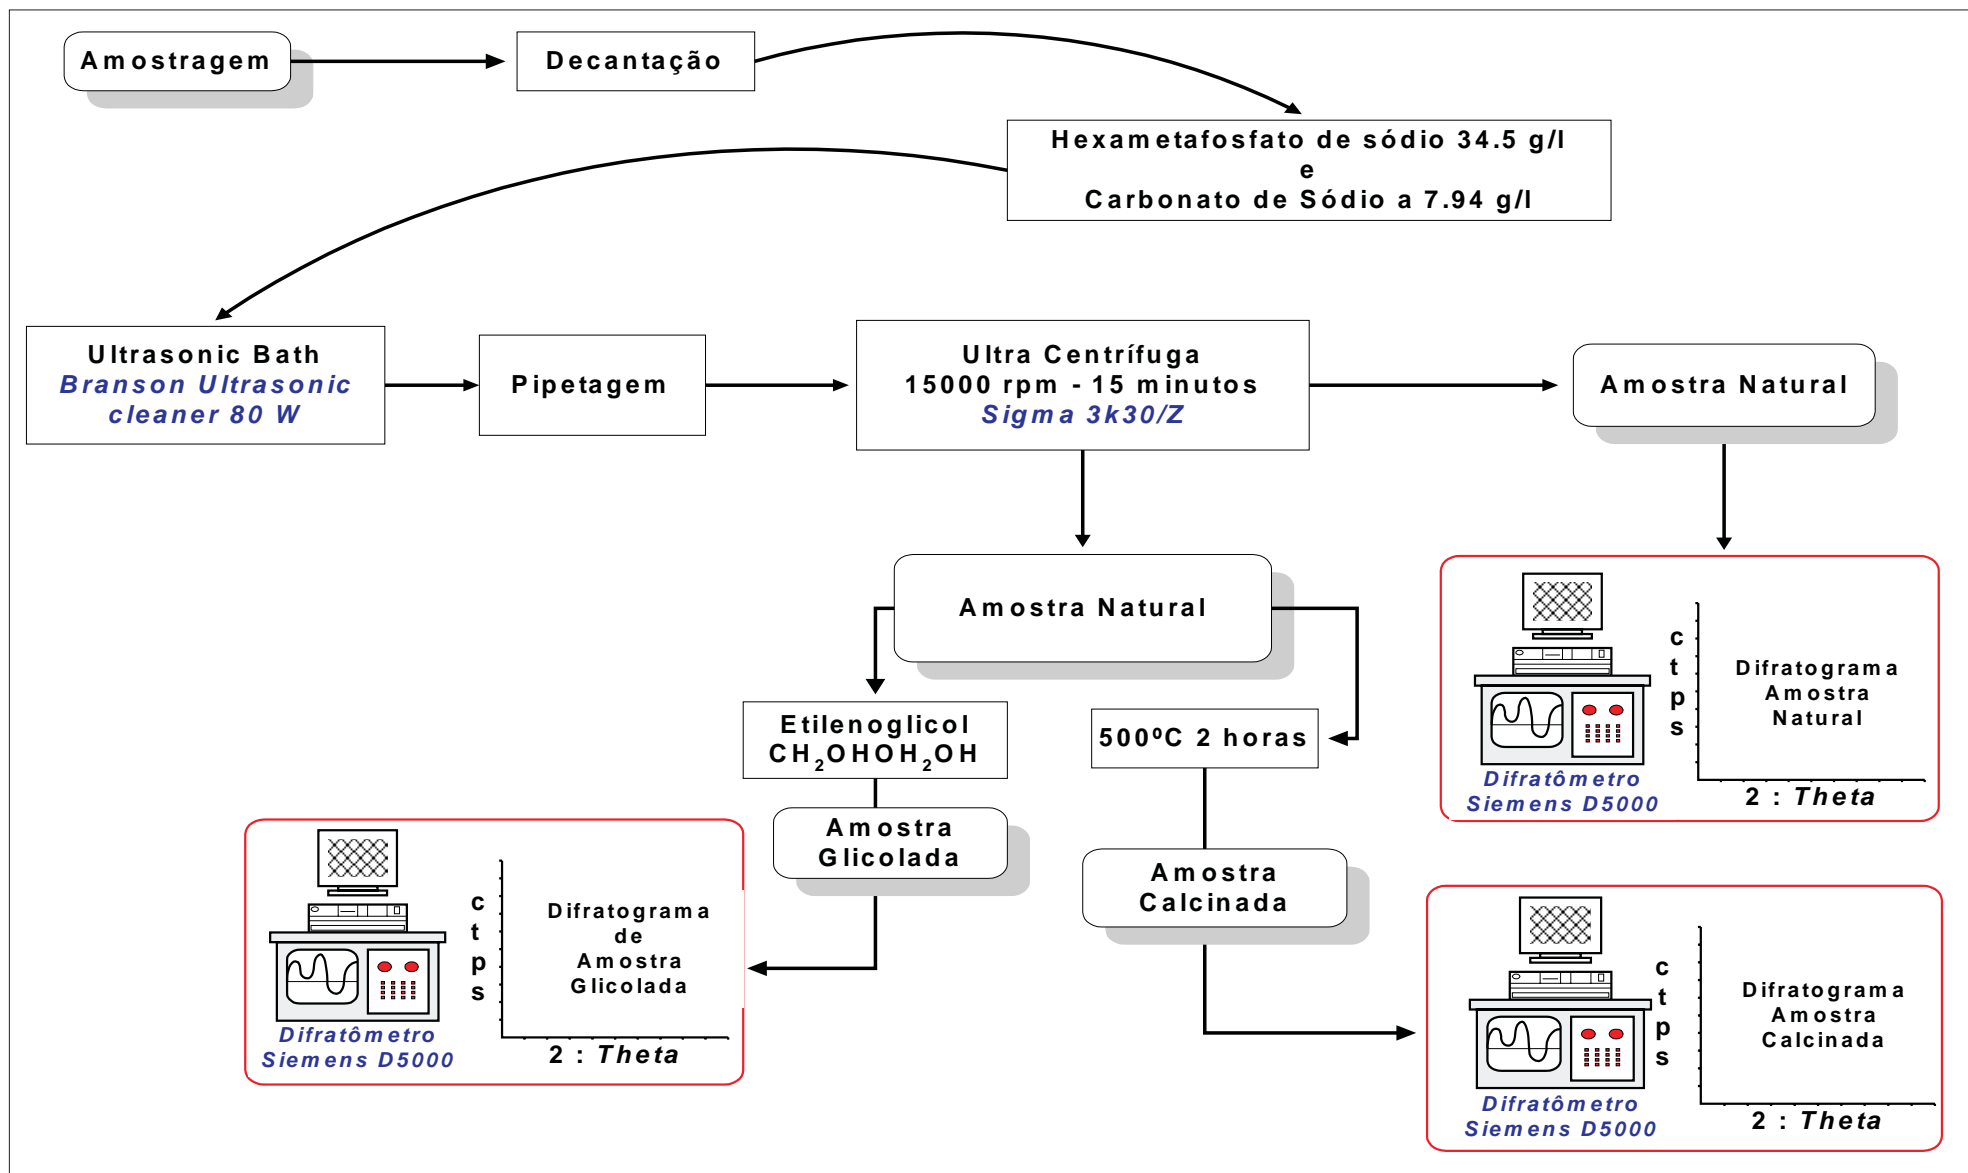 Amostragem
Decantação
Hexametafosfato de sódio 34.5 g/l
e
Carbonato de Sódio a 7.94 g/l
Ultrasonic Bath
Branson Ultrasonic
cleaner 80 W
Pipetagem
Ultra Centrífuga
15000 rpm - 15 minutos
Sigma 3k30/Z
Amostra Natural
Amostra Natural
Etilenoglicol
CH₂OHOH₂OH
500ºC 2 horas
Amostra
Glicolada
Amostra
Calcinada
ctps
Difratograma
Amostra
Natural
2 : Theta
Difratômetro
Siemens D5000
ctps
Difratograma
de
Amostra
Glicolada
2 : Theta
Difratômetro
Siemens D5000
ctps
Difratograma
Amostra
Calcinada
2 : Theta
Difratômetro
Siemens D5000